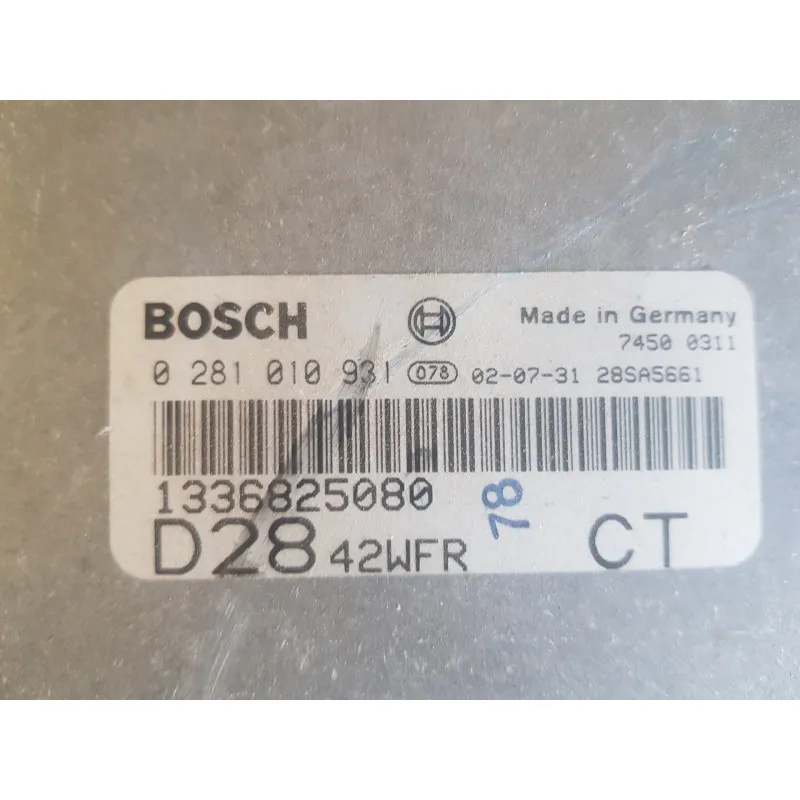 BOSCH Made in Germany
7450 0311
0 281 010 931 078 02-07-31 28SA5661
1336825080
D28 42WFR CT
78